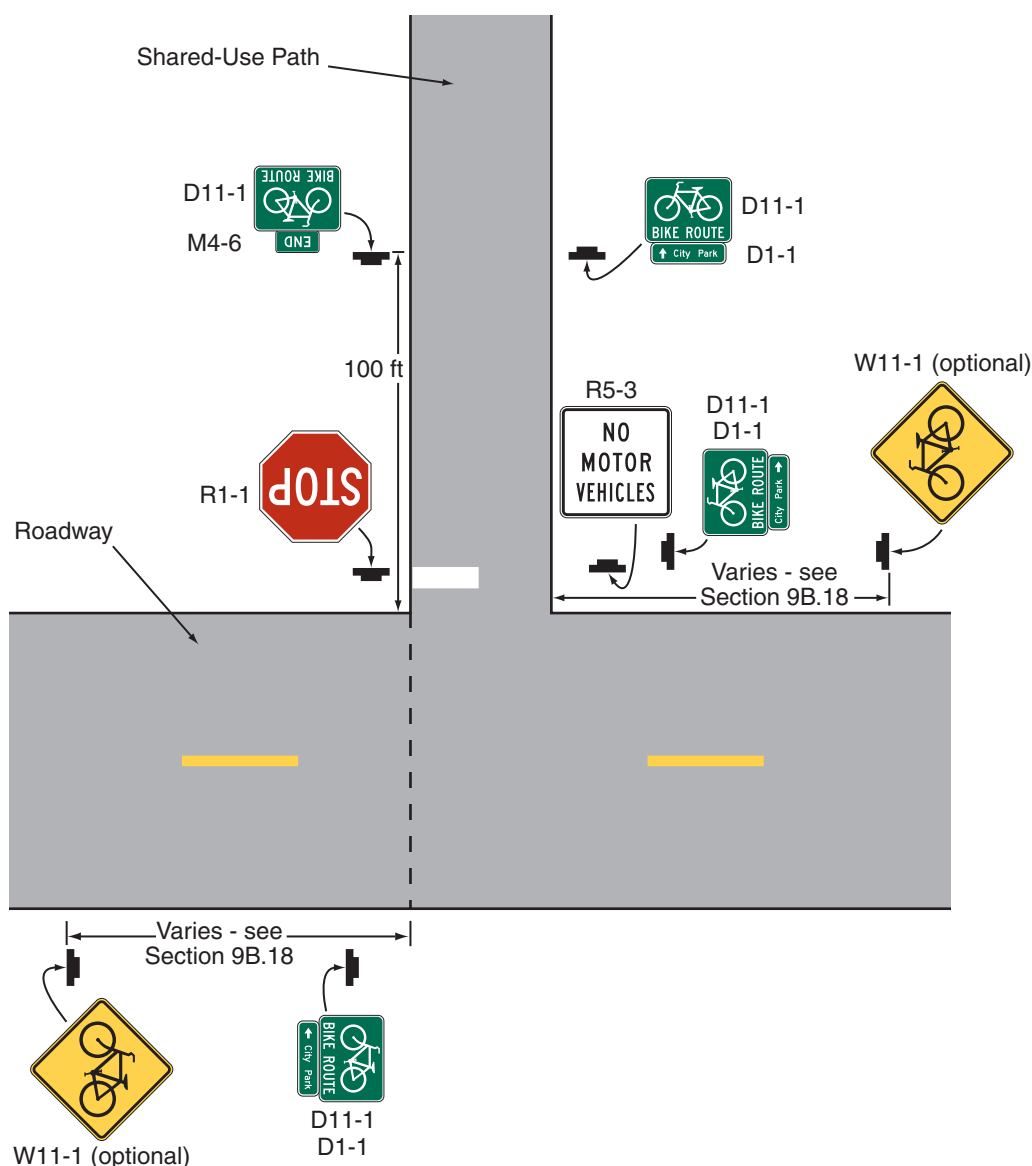 Shared-Use Path
D11-1
M4-6
BIKE ROUTE
END
BIKE ROUTE
↑ City Park
D11-1
D1-1
100 ft
W11-1 (optional)
R5-3
NO
MOTOR
VEHICLES
D11-1
D1-1
BIKE ROUTE
City Park →
R1-1
STOP
Roadway
Varies - see
Section 9B.18
Varies - see
Section 9B.18
BIKE ROUTE
← City Park
D11-1
D1-1
W11-1 (optional)